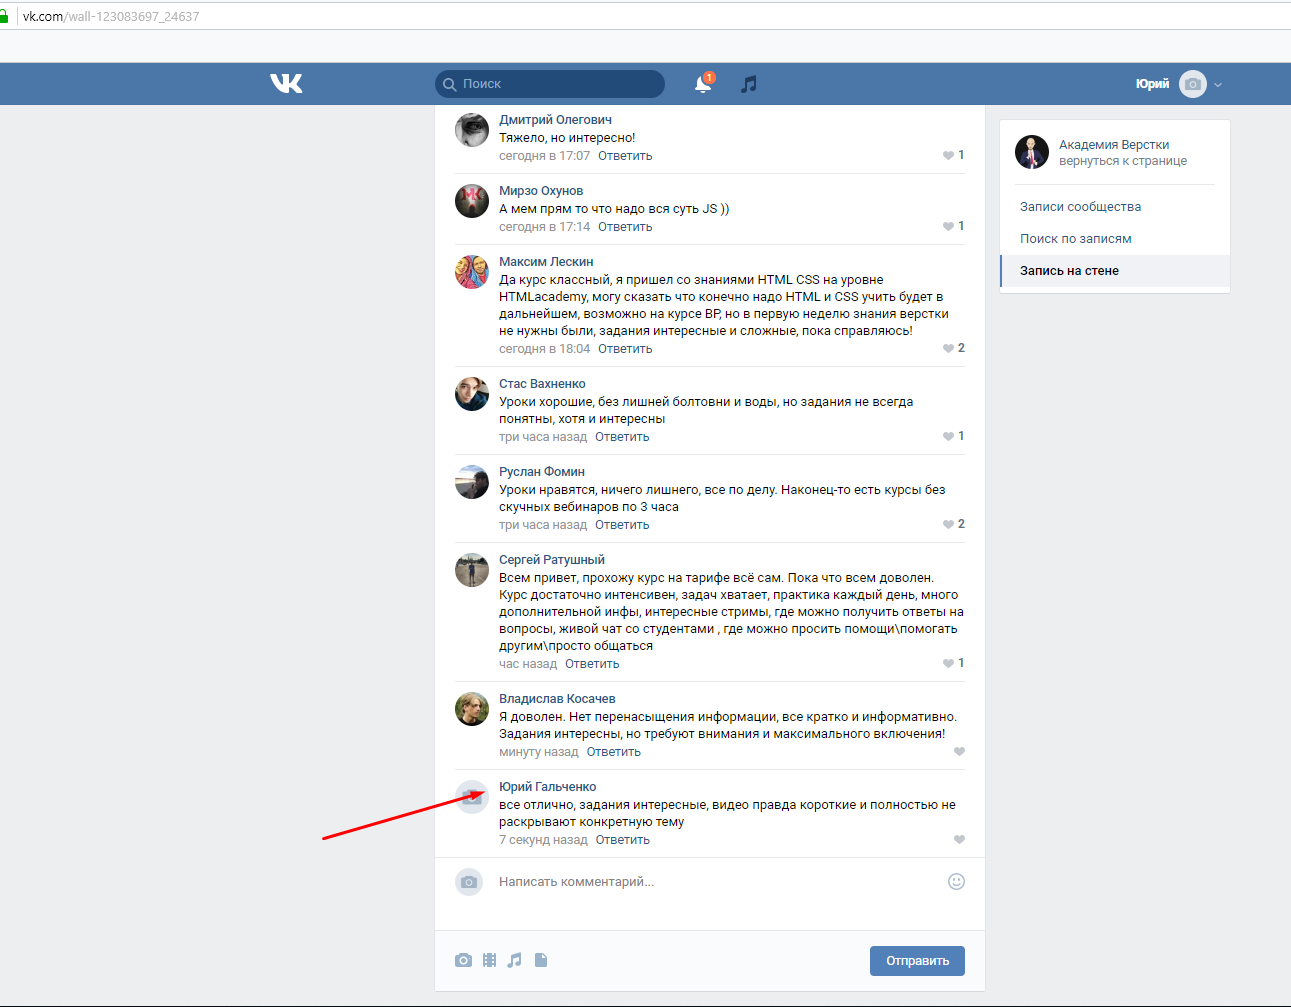 vk.com/wall-123083697_24637
Поиск
1
Юрий
Дмитрий Олегович
Тяжело, но интересно!
сегодня в 17:07 Ответить
1
Мирзо Охунов
А мем прям то что надо вся суть JS ))
сегодня в 17:14 Ответить
1
Максим Лескин
Да курс классный, я пришел со знаниями HTML CSS на уровне
HTMLacademy, могу сказать что конечно надо HTML и CSS учить будет в
дальнейшем, возможно на курсе ВР, но в первую неделю знания верстки
не нужны были, задания интересные и сложные, пока справляюсь!
сегодня в 18:04 Ответить
2
Стас Вахненко
Уроки хорошие, без лишней болтовни и воды, но задания не всегда
понятны, хотя и интересны
три часа назад Ответить
1
Руслан Фомин
Уроки нравятся, ничего лишнего, все по делу. Наконец-то есть курсы без
скучных вебинаров по 3 часа
три часа назад Ответить
2
Сергей Ратушный
Всем привет, прохожу курс на тарифе всё сам. Пока что всем доволен.
Курс достаточно интенсивен, задач хватает, практика каждый день, много
дополнительной инфы, интересные стримы, где можно получить ответы на
вопросы, живой чат со студентами , где можно просить помощи\помогать
другим\просто общаться
час назад Ответить
1
Владислав Косачев
Я доволен. Нет перенасыщения информации, все кратко и информативно.
Задания интересны, но требуют внимания и максимального включения!
минуту назад Ответить
Юрий Гальченко
все отлично, задания интересные, видео правда короткие и полностью не
раскрывают конкретную тему
7 секунд назад Ответить
Написать комментарий...
Отправить
Академия Верстки
вернуться к странице
Записи сообщества
Поиск по записям
Запись на стене